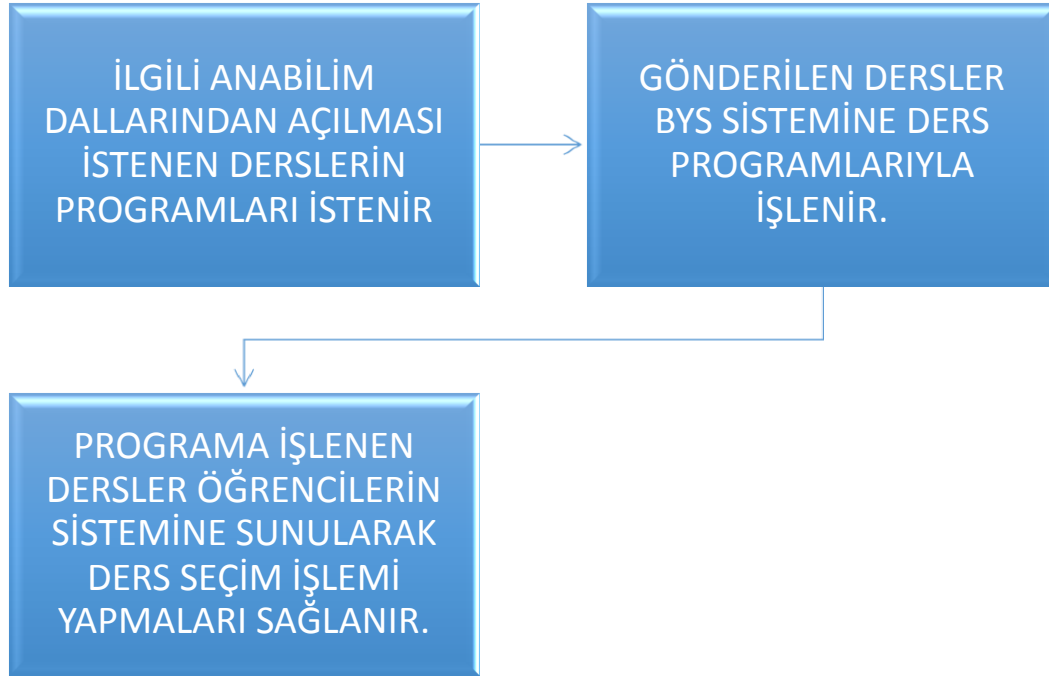 İLGİLİ ANABİLİM
DALLARINDAN AÇILMASI
İSTENEN DERSLERİN
PROGRAMLARI İSTENİR
GÖNDERİLEN DERSLER
BYS SİSTEMİNE DERS
PROGRAMLARIYLA
İŞLENİR.
PROGRAMA İŞLENEN
DERSLER ÖĞRENCİLERİN
SİSTEMİNE SUNULARAK
DERS SEÇİM İŞLEMİ
YAPMALARI SAĞLANIR.